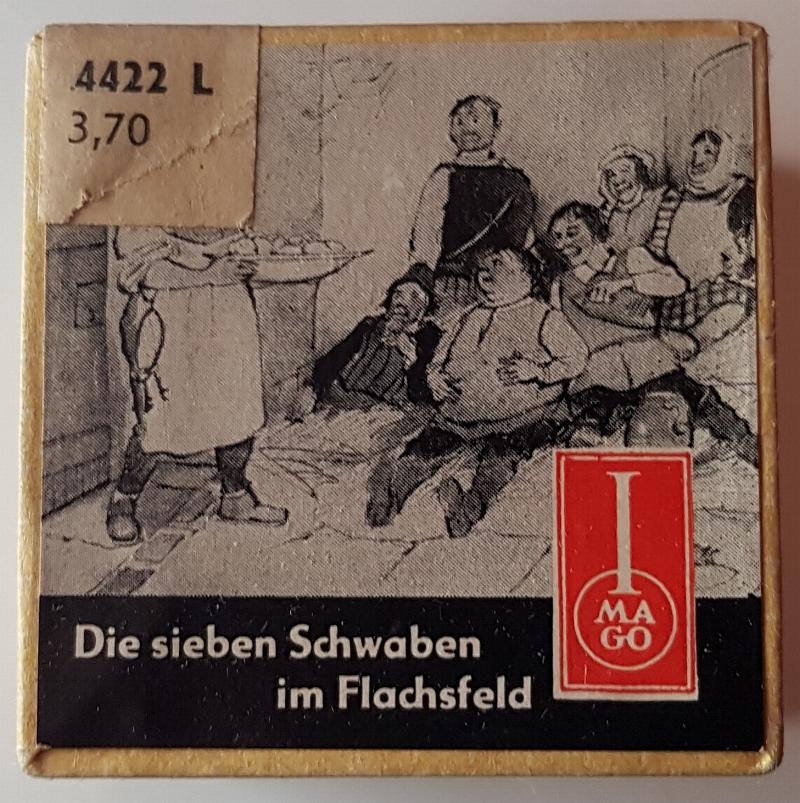 4422 L
3,70
I
MA
GO
Die sieben Schwaben
im Flachsfeld